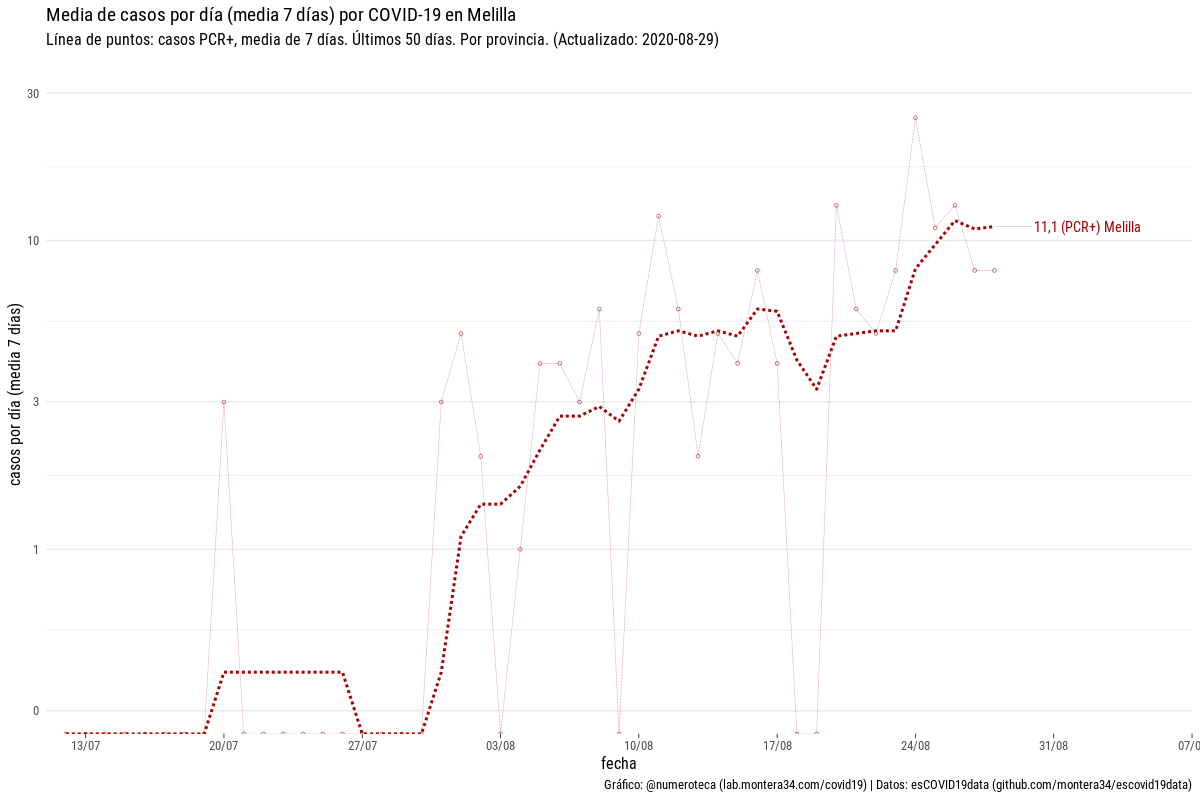 Media de casos por día (media 7 días) por COVID-19 en Melilla
Línea de puntos: casos PCR+, media de 7 días. Últimos 50 días. Por provincia. (Actualizado: 2020-08-29)
30
10
3
1
0
casos por día (media 7 días)
11,1 (PCR+) Melilla
13/07
20/07
27/07
03/08
10/08
17/08
24/08
31/08
07/0
fecha
Gráfico: @numeroteca (lab.montera34.com/covid19) | Datos: esCOVID19data (github.com/montera34/escovid19data)